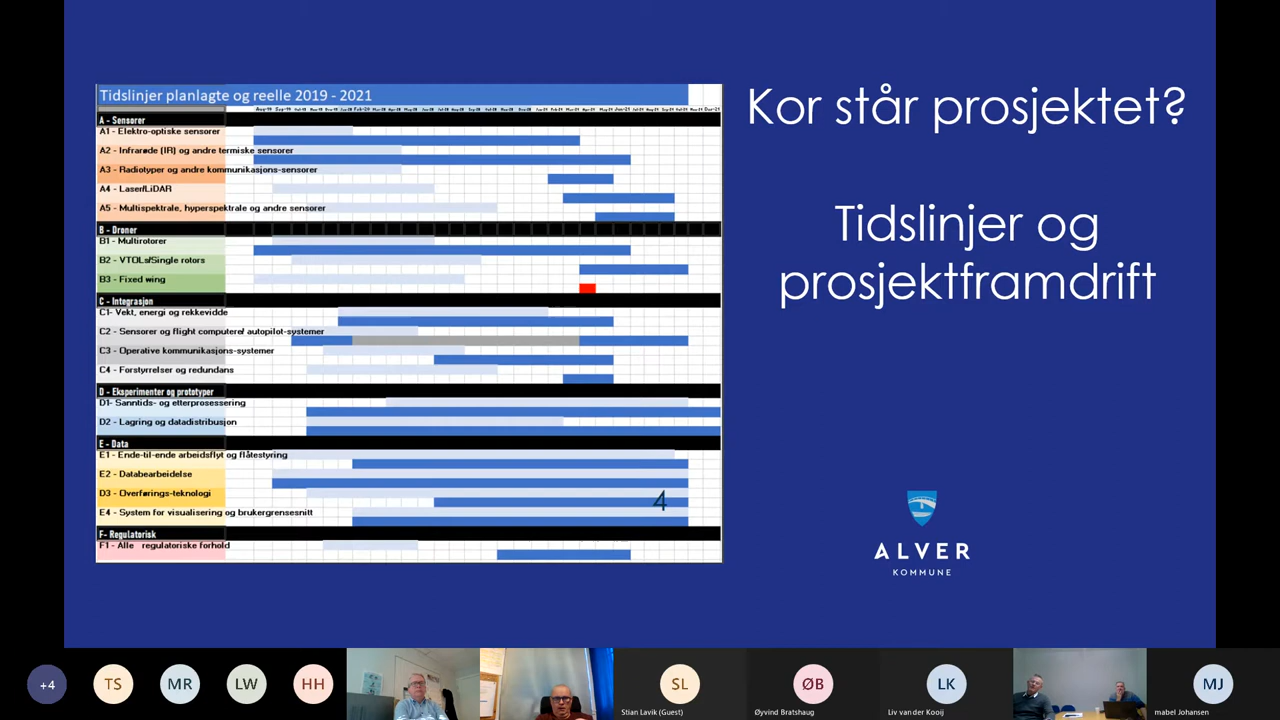 Tidslinjer planlagte og reelle 2019 - 2021
A - Sensorer
A1 - Elektro-optiske sensorer
A2 - Infrarøde (IR) og andre termiske sensorer
A3 - Radiotyper og andre kommunikasjons-sensorer
A4 - Laser/LiDAR
A5 - Multispektrale, hyperspektrale og andre sensorer
B - Droner
B1 - Multirotorer
B2 - VTOLs/Single rotors
B3 - Fixed wing
C - Integrasjon
C1- Vekt, energi og rekkevidde
C2 - Sensorer og flight computere/ autopilot-systemer
C3 - Operative kommunikasjons-systemer
C4 - Forstyrrelser og redundans
D - Eksperimenter og prototyper
D1- Sanntids- og etterprosessering
D2 - Lagring og datadistribusjon
E - Data
E1 - Ende-til-ende arbeidsflyt og flåtestyring
E2 - Databearbeidelse
D3 - Overførings-teknologi
4
E4 - System for visualisering og brukergrensesnitt
F- Regulatorisk
F1 - Alle regulatoriske forhold
Kor står prosjektet?
Tidslinjer og
prosjektframdrift
ALVER
KOMMUNE
+4
TS
MR
LW
HH
SL
Stian Lavik (Guest)
ØB
Øyvind Bratshaug
LK
Liv van der Kooij
MJ
mabel Johansen